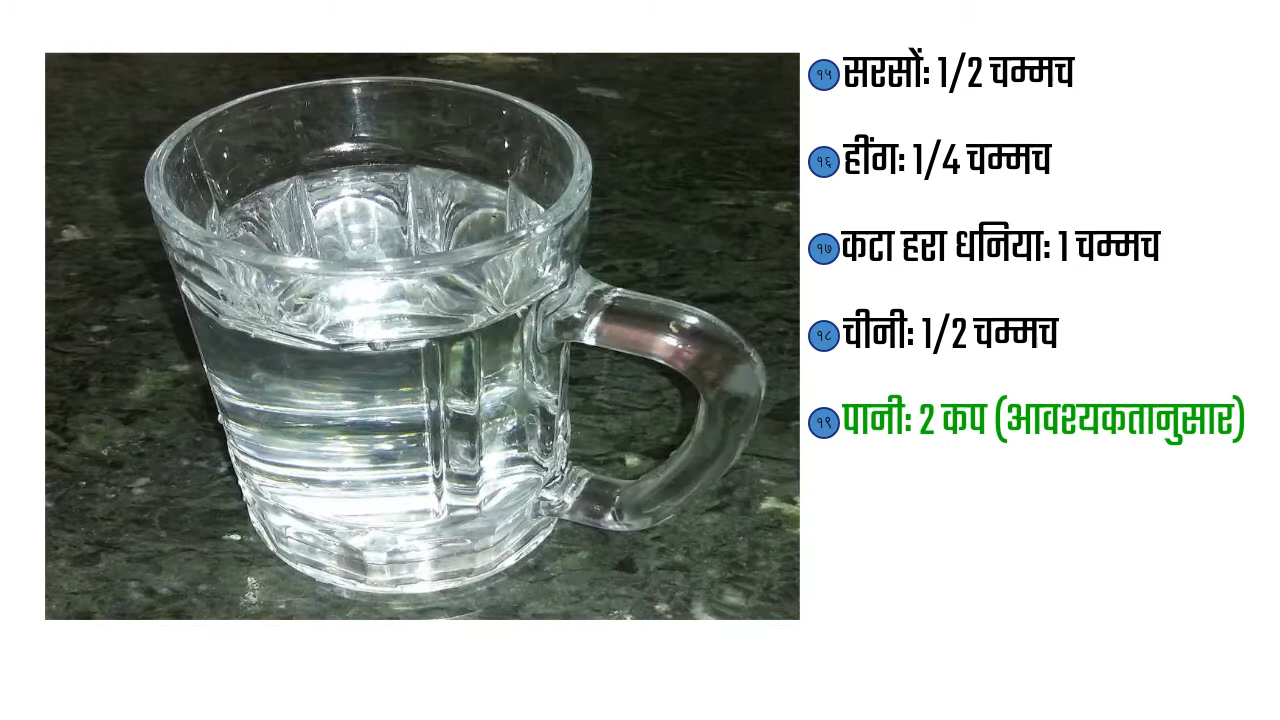 १५ सरसों: 1/2 चम्मच
१६ हींग: 1/4 चम्मच
१७ कटा हरा धनिया: 1 चम्मच
१८ चीनी: 1/2 चम्मच
१९ पानी: 2 कप (आवश्यकतानुसार)